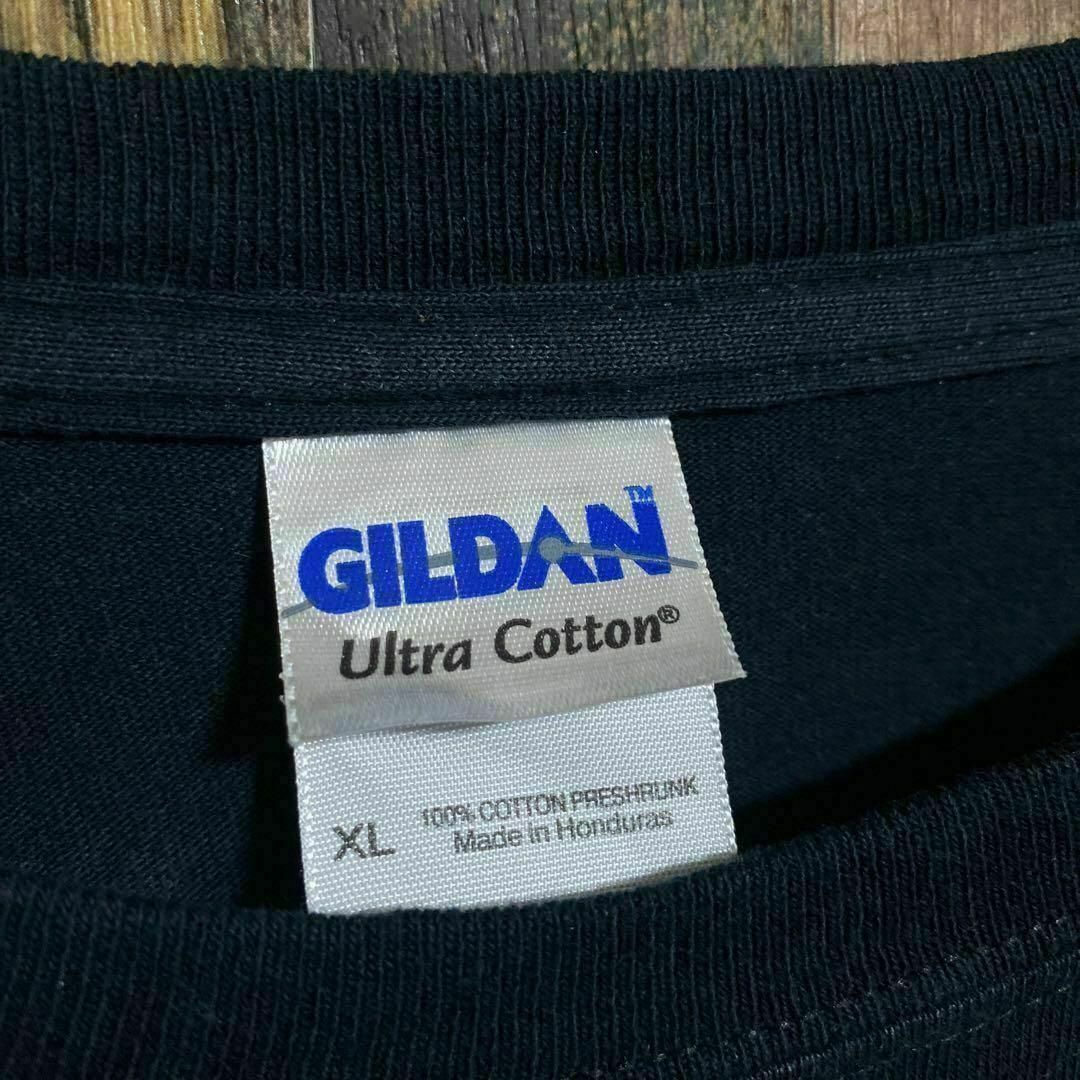 GILDAN™
Ultra Cotton®
XL
100% COTTON PRESHRUNK
Made in Honduras